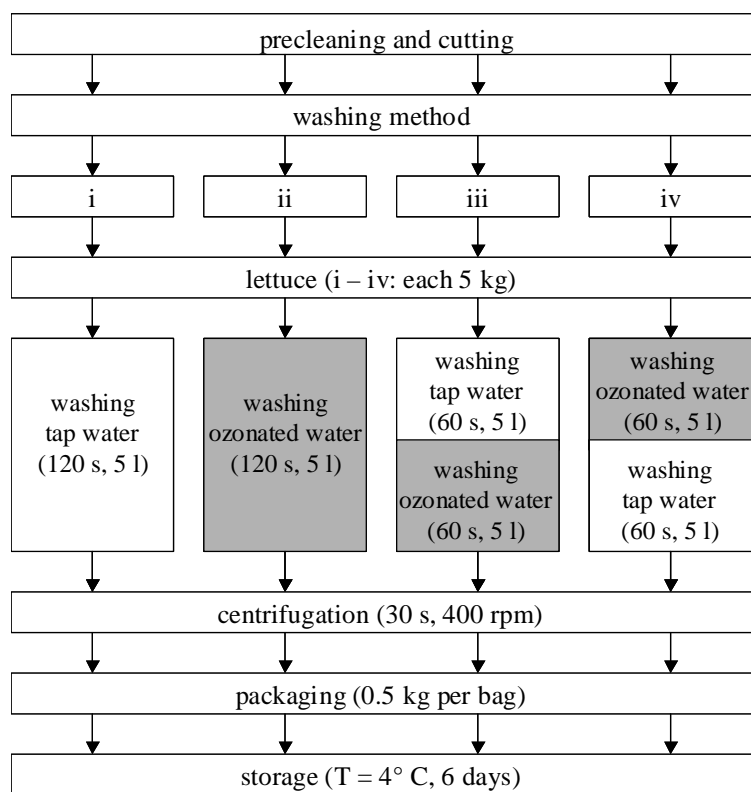 precleaning and cutting
washing method
i
ii
iii
iv
lettuce (i – iv: each 5 kg)
washing
tap water
(120 s, 5 l)
washing
ozonated water
(120 s, 5 l)
washing
tap water
(60 s, 5 l)
washing
ozonated water
(60 s, 5 l)
washing
ozonated water
(60 s, 5 l)
washing
tap water
(60 s, 5 l)
centrifugation (30 s, 400 rpm)
packaging (0.5 kg per bag)
storage (T = 4° C, 6 days)